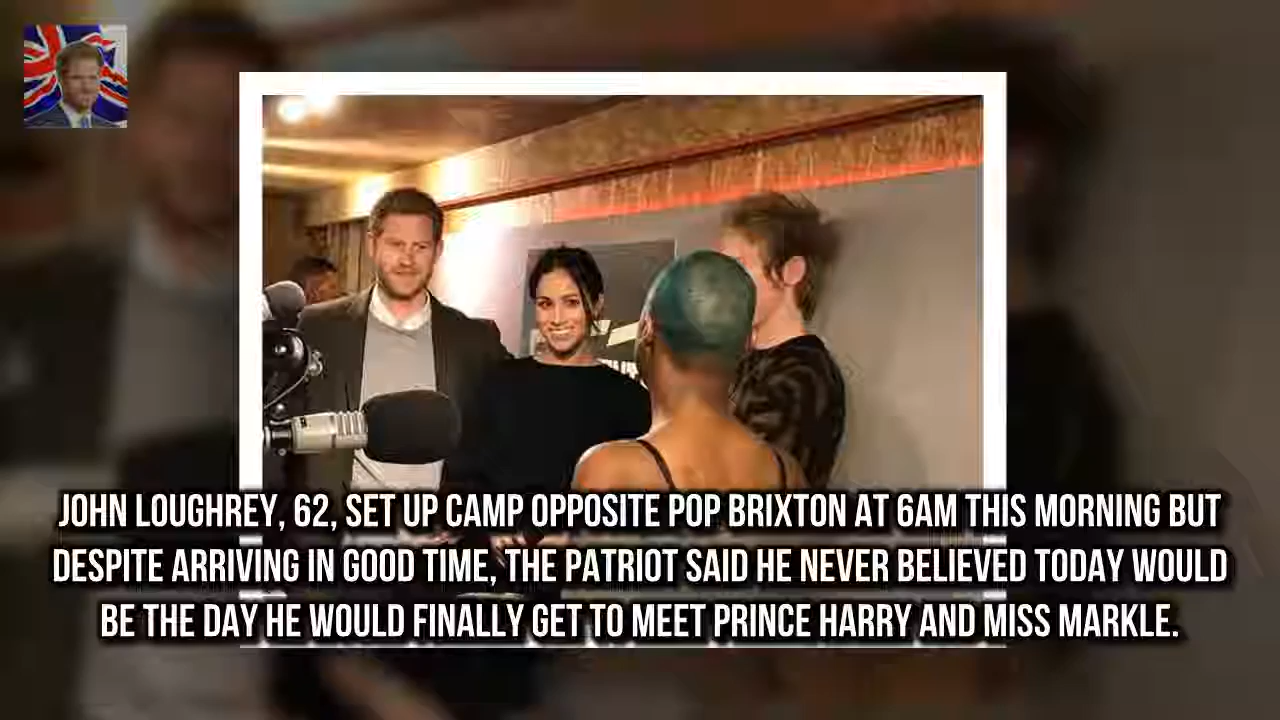 JOHN LOUGHREY, 62, SET UP CAMP OPPOSITE POP BRIXTON AT 6AM THIS MORNING BUT
DESPITE ARRIVING IN GOOD TIME, THE PATRIOT SAID HE NEVER BELIEVED TODAY WOULD
BE THE DAY HE WOULD FINALLY GET TO MEET PRINCE HARRY AND MISS MARKLE.